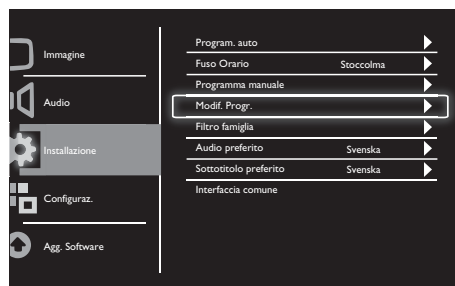 Immagine
Audio
Installazione
Configuraz.
Agg. Software
Program. auto
Fuso Orario Stoccolma
Programma manuale
Modif. Progr.
Filtro famiglia
Audio preferito Svenska
Sottotitolo preferito Svenska
Interfaccia comune